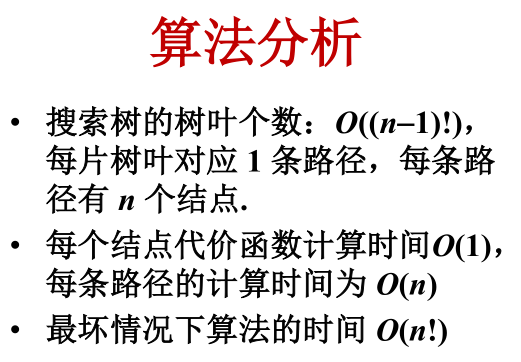 算法分析
• 搜索树的树叶个数：O((n−1)!)，
每片树叶对应 1 条路径，每条路
径有 n 个结点.
• 每个结点代价函数计算时间O(1)，
每条路径的计算时间为 O(n)
• 最坏情况下算法的时间 O(n!)